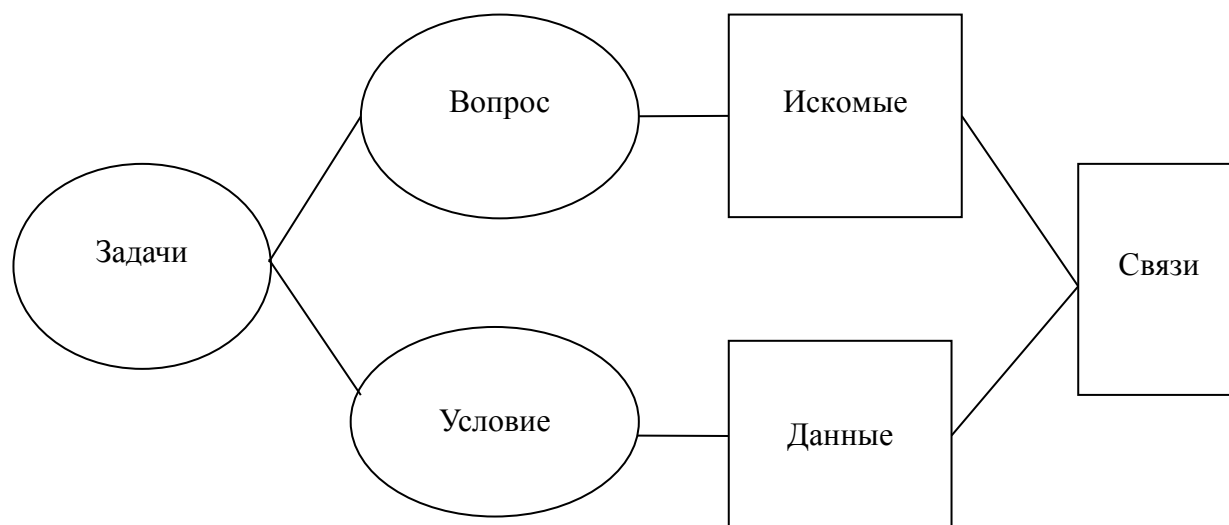 Вопрос
Искомые
Задачи
Связи
Условие
Данные